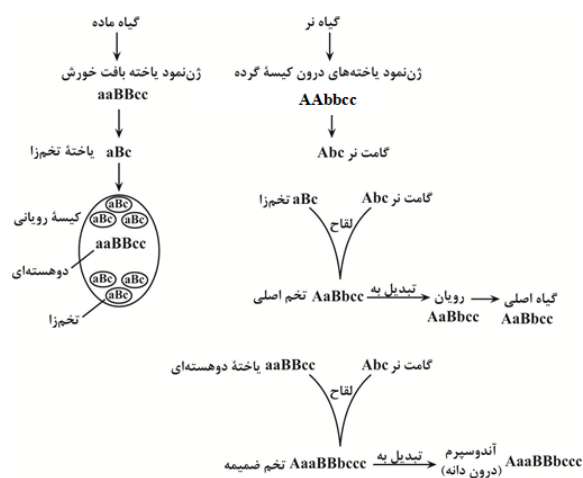 گیاه نر
ژن‌نمود یاخته‌های درون کیسهٔ گرده
AAbbcc
گامت نر Abc
گیاه ماده
ژن‌نمود یاخته بافت خورش
aaBBcc
یاختهٔ تخم‌زا aBc
کیسهٔ رویانی
aBc
aBc aBc
aaBBcc
دوهسته‌ای
aBc aBc
aBc
تخم‌زا
گامت نر Abc
تخم‌زا aBc
لقاح
تخم اصلی AaBbcc
تبدیل به
رویان
AaBbcc
گیاه اصلی
AaBbcc
گامت نر Abc
یاختهٔ دوهسته‌ای aaBBcc
لقاح
تخم ضمیمه AaaBBbccc
تبدیل به
آندوسپرم
(درون دانه)
AaaBBbccc